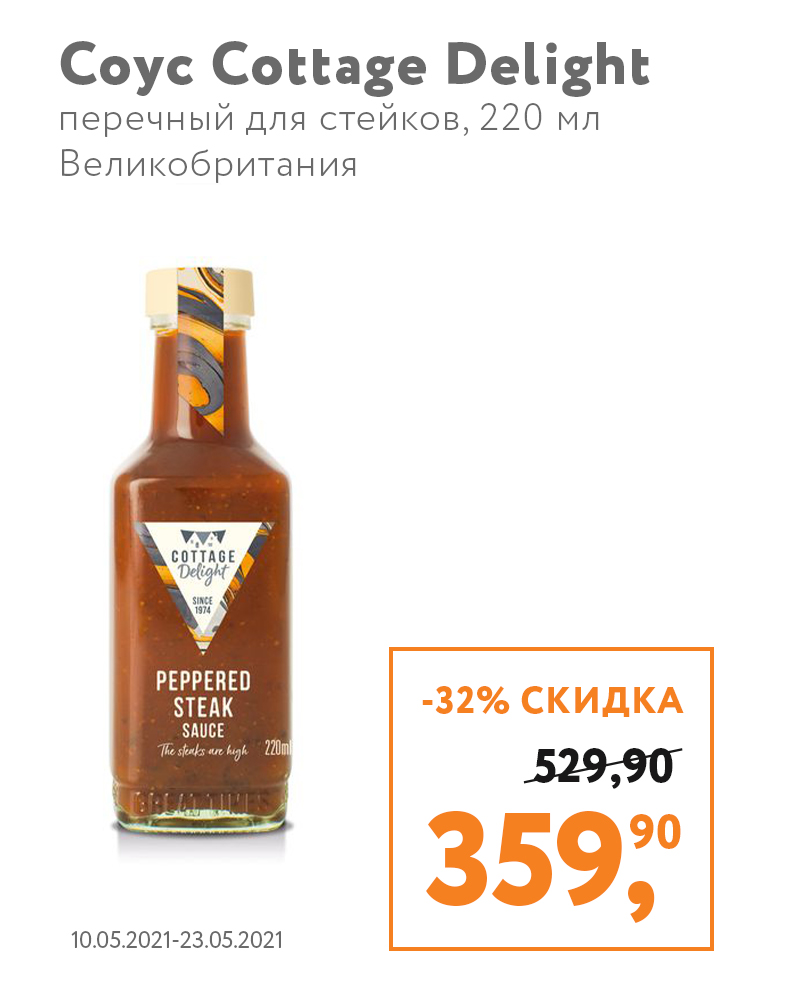 Соус Cottage Delight
перечный для стейков, 220 мл
Великобритания
COTTAGE
Delight
SINCE
1974
PEPPERED
STEAK
SAUCE
The steaks are high
220ml
-32% СКИДКА
529,90
359,90
10.05.2021-23.05.2021